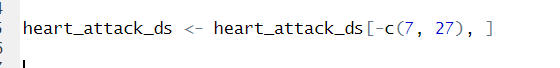 heart_attack_ds <- heart_attack_ds[-c(7, 27), ]